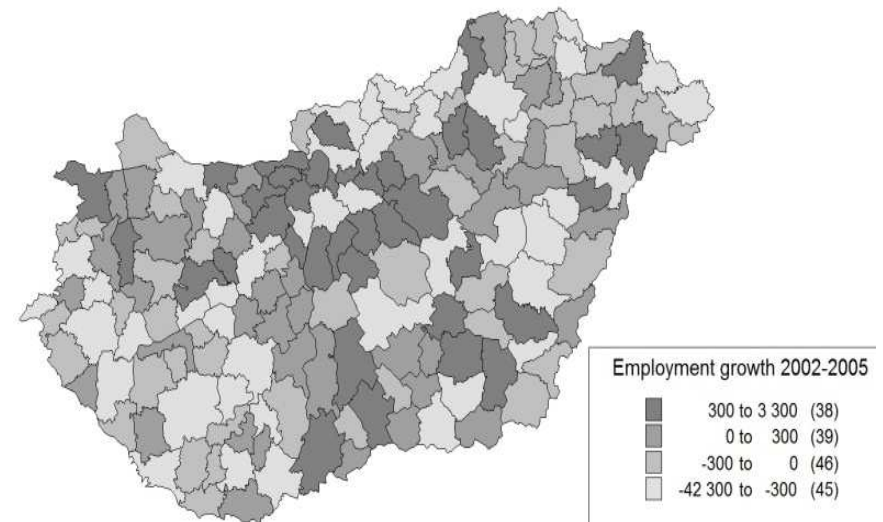 Employment growth 2002-2005
300 to 3 300 (38)
0 to 300 (39)
-300 to 0 (46)
-42 300 to -300 (45)